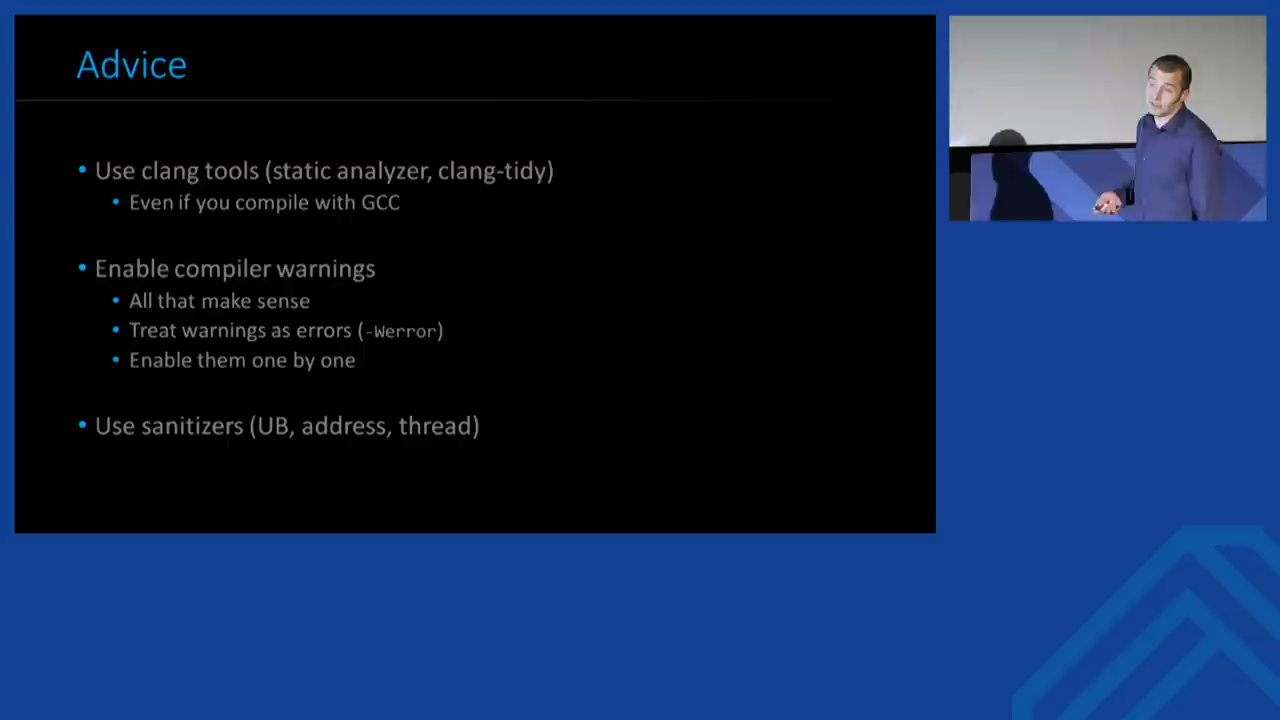 Advice
• Use clang tools (static analyzer, clang-tidy)
• Even if you compile with GCC
• Enable compiler warnings
• All that make sense
• Treat warnings as errors (-Werror)
• Enable them one by one
• Use sanitizers (UB, address, thread)